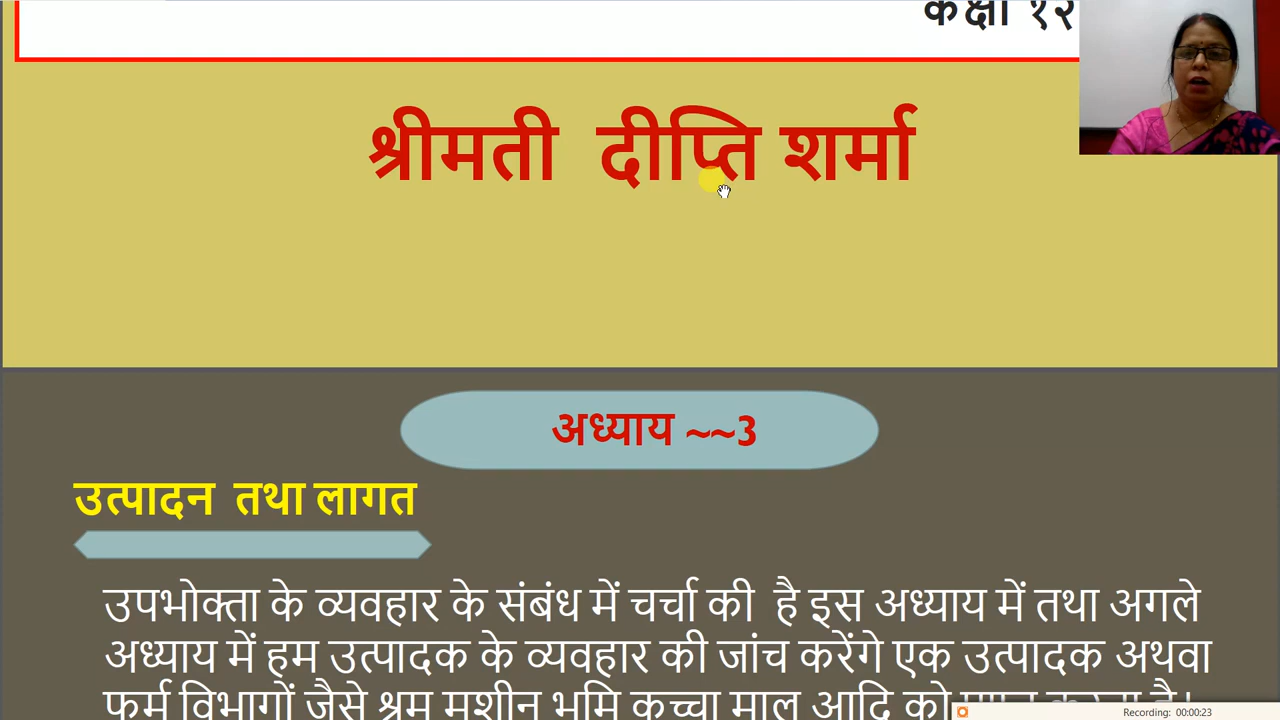 कक्षा १२
श्रीमती दीप्ति शर्मा
अध्याय ~~3
उत्पादन तथा लागत
उपभोक्ता के व्यवहार के संबंध में चर्चा की है इस अध्याय में तथा अगले
अध्याय में हम उत्पादक के व्यवहार की जांच करेंगे एक उत्पादक अथवा
फर्म विभागों जैसे श्रम मशीन भूमि कच्चा माल आदि को
Recording: 00:00:23